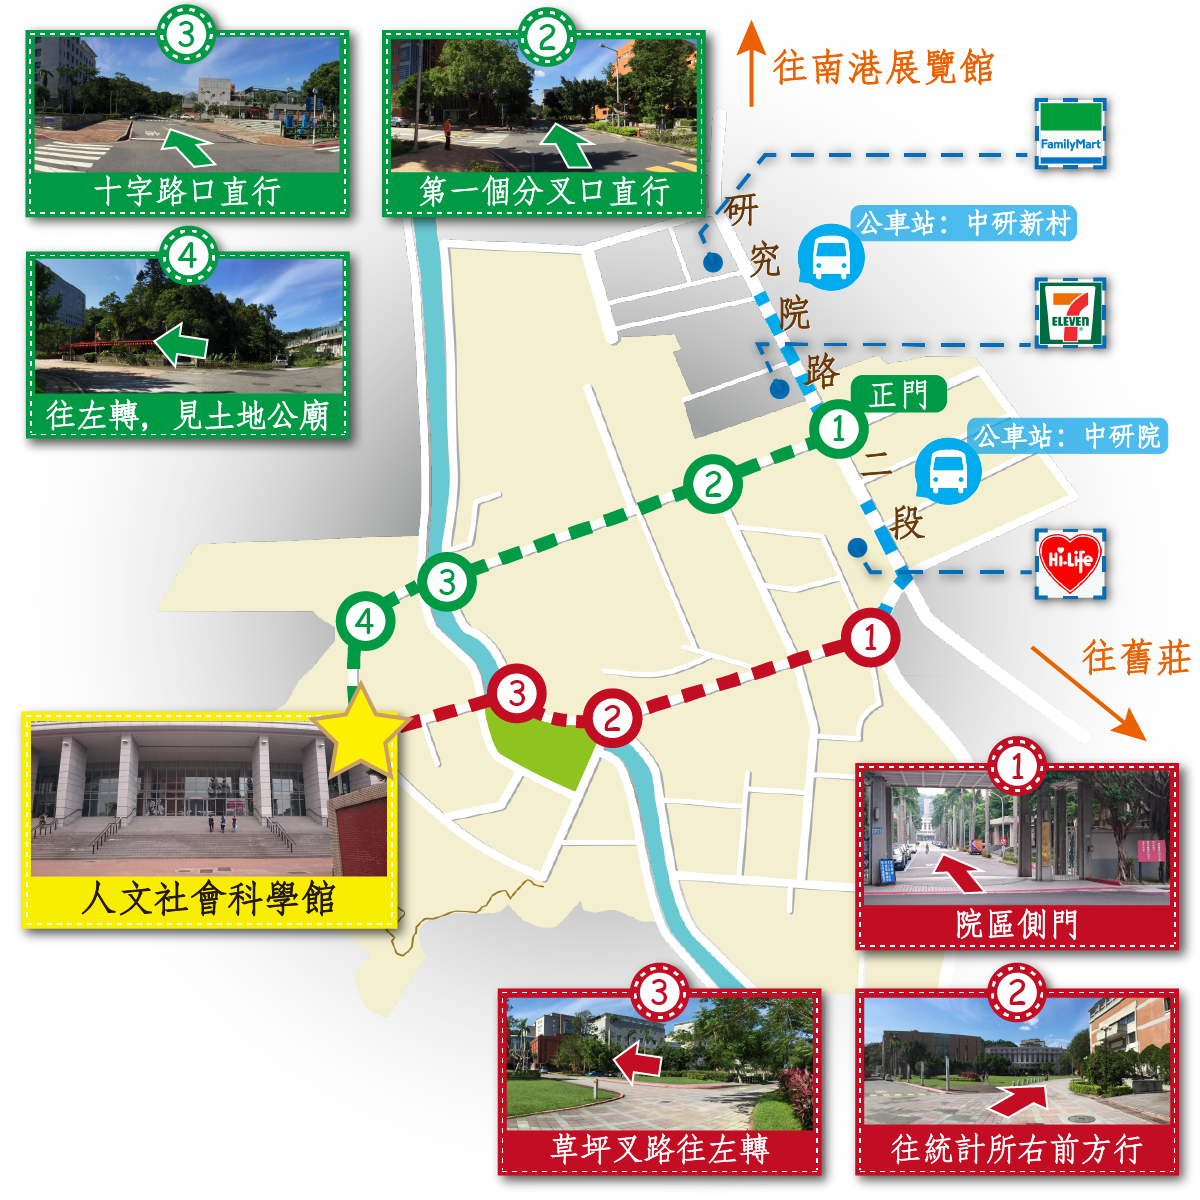 3
十字路口直行
2
第一個分叉口直行
往南港展覽館
FamilyMart
4
往左轉，見土地公廟
研
究
院
路
二
段
公車站：中研新村
7
ELEVEN
1
正門
公車站：中研院
2
3
4
Hi-Life
1
2
3
往舊莊
人文社會科學館
1
院區側門
3
草坪叉路往左轉
2
往統計所右前方行